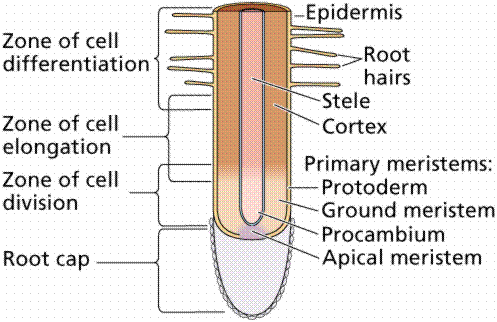 Zone of cell
differentiation
Zone of cell
elongation
Zone of cell
division
Root cap
Epidermis
Root
hairs
Stele
Cortex
Primary meristems:
Protoderm
Ground meristem
Procambium
Apical meristem